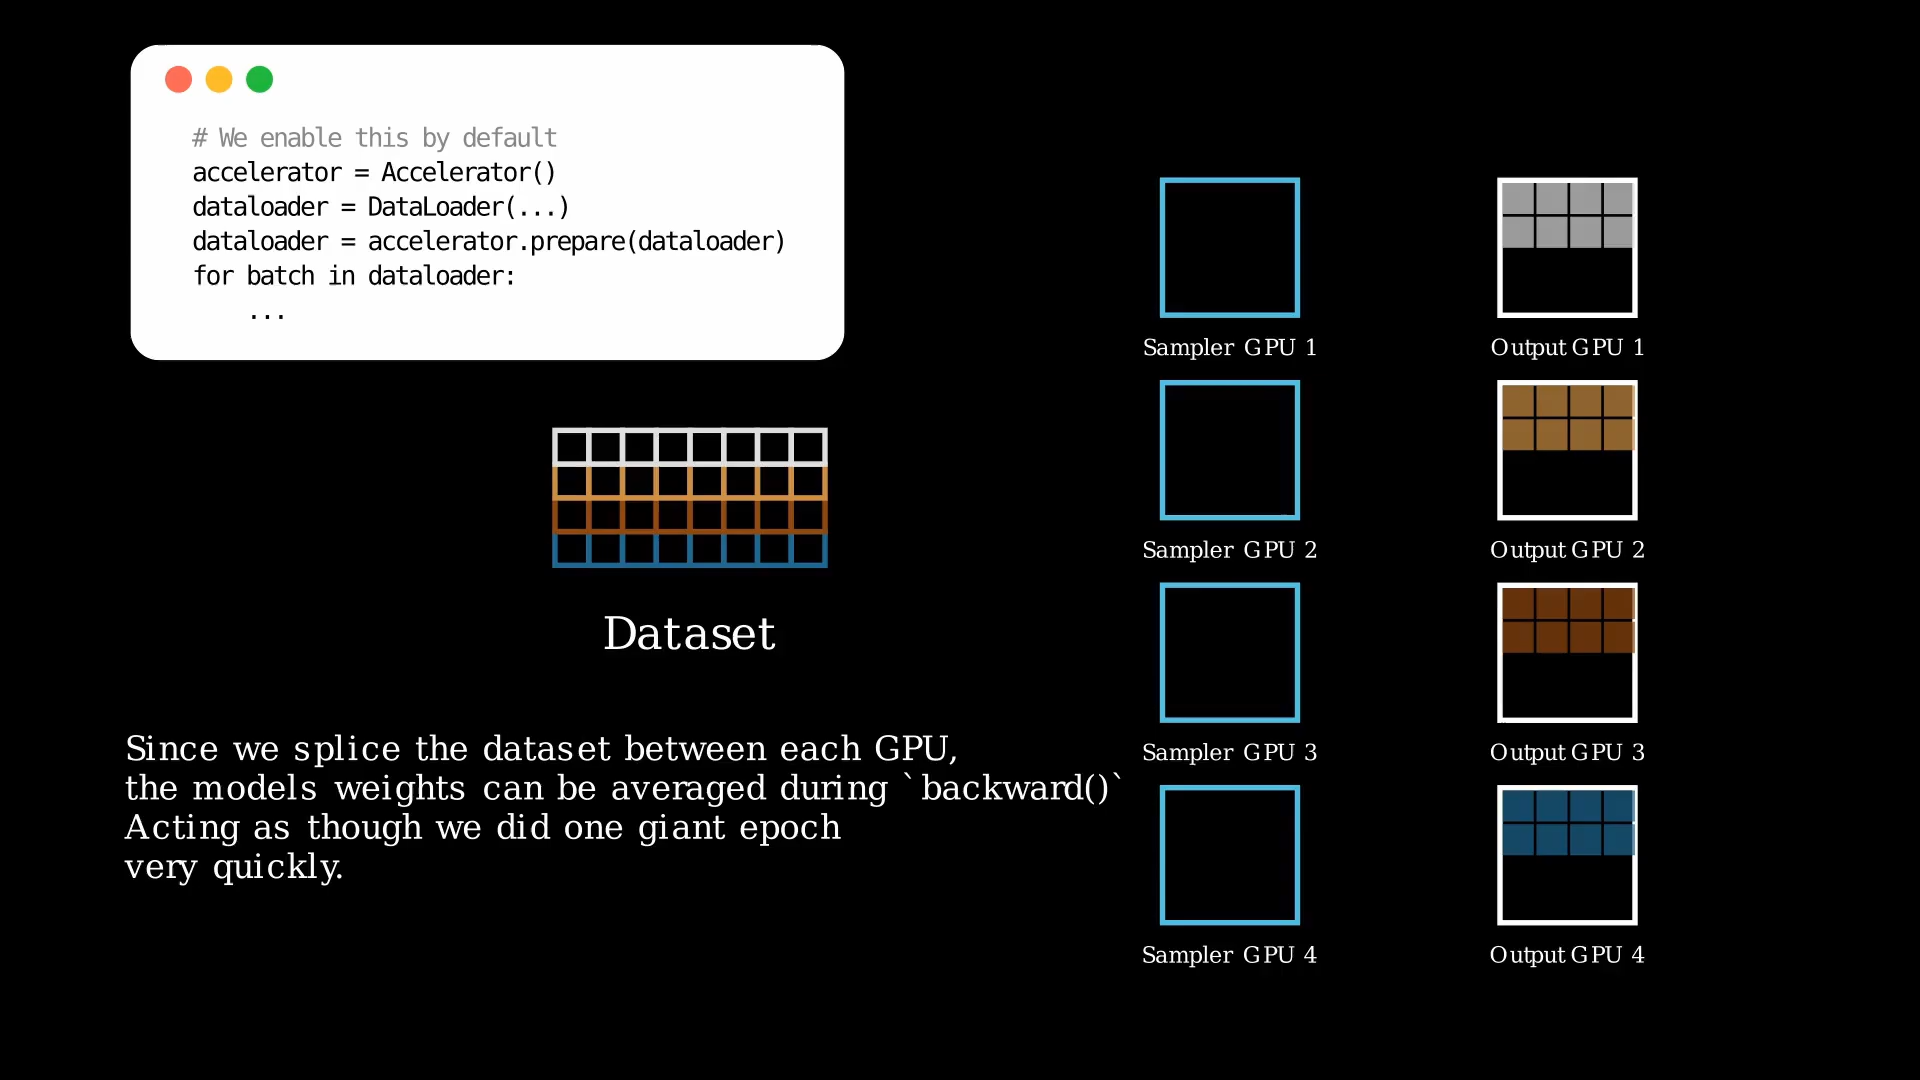 # We enable this by default
accelerator = Accelerator()
dataloader = DataLoader(...)
dataloader = accelerator.prepare(dataloader)
for batch in dataloader:
    ...
Dataset
Since we splice the dataset between each GPU,
the models weights can be averaged during `backward()`
Acting as though we did one giant epoch
very quickly.
Sampler GPU 1
Output GPU 1
Sampler GPU 2
Output GPU 2
Sampler GPU 3
Output GPU 3
Sampler GPU 4
Output GPU 4